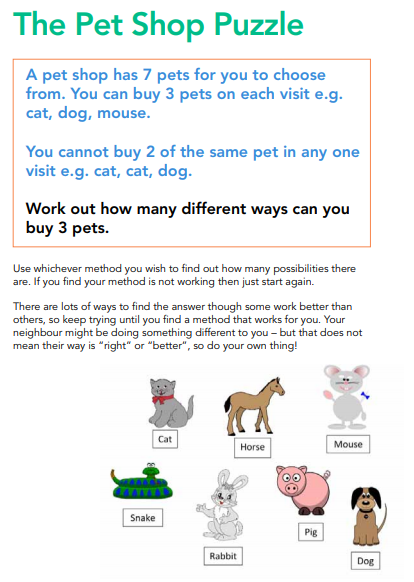 The Pet Shop Puzzle
A pet shop has 7 pets for you to choose
from. You can buy 3 pets on each visit e.g.
cat, dog, mouse.
You cannot buy 2 of the same pet in any one
visit e.g. cat, cat, dog.
Work out how many different ways can you
buy 3 pets.
Use whichever method you wish to find out how many possibilities there
are. If you find your method is not working then just start again.
There are lots of ways to find the answer though some work better than
others, so keep trying until you find a method that works for you. Your
neighbour might be doing something different to you – but that does not
mean their way is “right” or “better”, so do your own thing!
Cat
Horse
Mouse
Snake
Rabbit
Pig
Dog